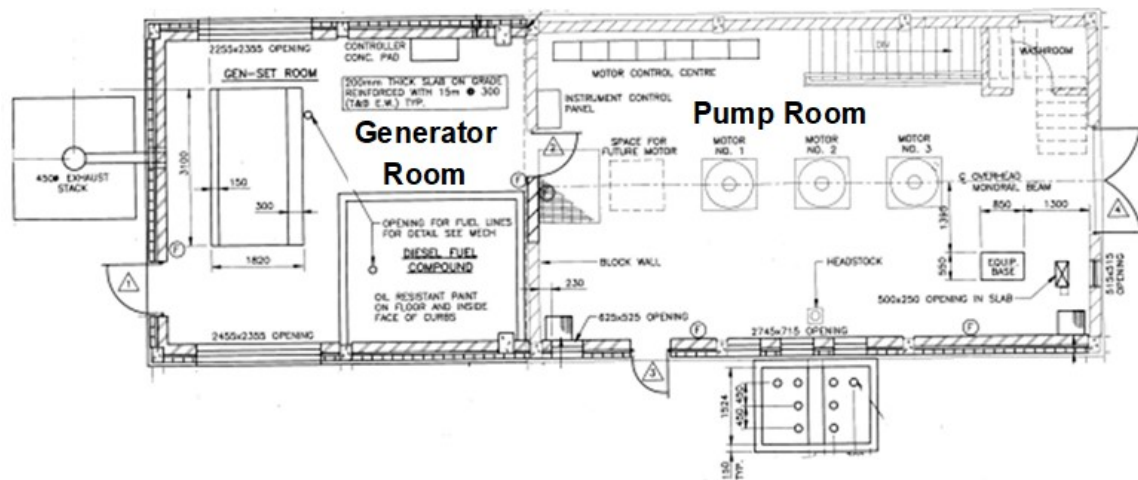 2255x2355 OPENING
CONTROLLER
CONC. PAD
GEN-SET ROOM
200mm THICK SLAB ON GRADE
REINFORCED WITH 15m @ 300
(T&B E.W.) TYP.
Generator
Room
3100
150
300
1820
450ø EXHAUST
STACK
OPENING FOR FUEL LINES
FOR DETAIL SEE MECH
DIESEL FUEL
COMPOUND
OIL RESISTANT PAINT
ON FLOOR AND INSIDE
FACE OF CURBS
2455x2355 OPENING
F
1
MOTOR CONTROL CENTRE
INSTRUMENT CONTROL
PANEL
Pump Room
DN
WASHROOM
2
F
F
SPACE FOR
FUTURE MOTOR
MOTOR
NO. 1
MOTOR
NO. 2
MOTOR
NO. 3
℄ OVERHEAD
MONORAIL BEAM
4
850
1300
1390
550
EQUIP.
BASE
515x515
OPENING
BLOCK WALL
230
HEADSTOCK
500x250 OPENING IN SLAB
625x525 OPENING
F
2745x715 OPENING
F
3
1524
450
450
150
TYP.